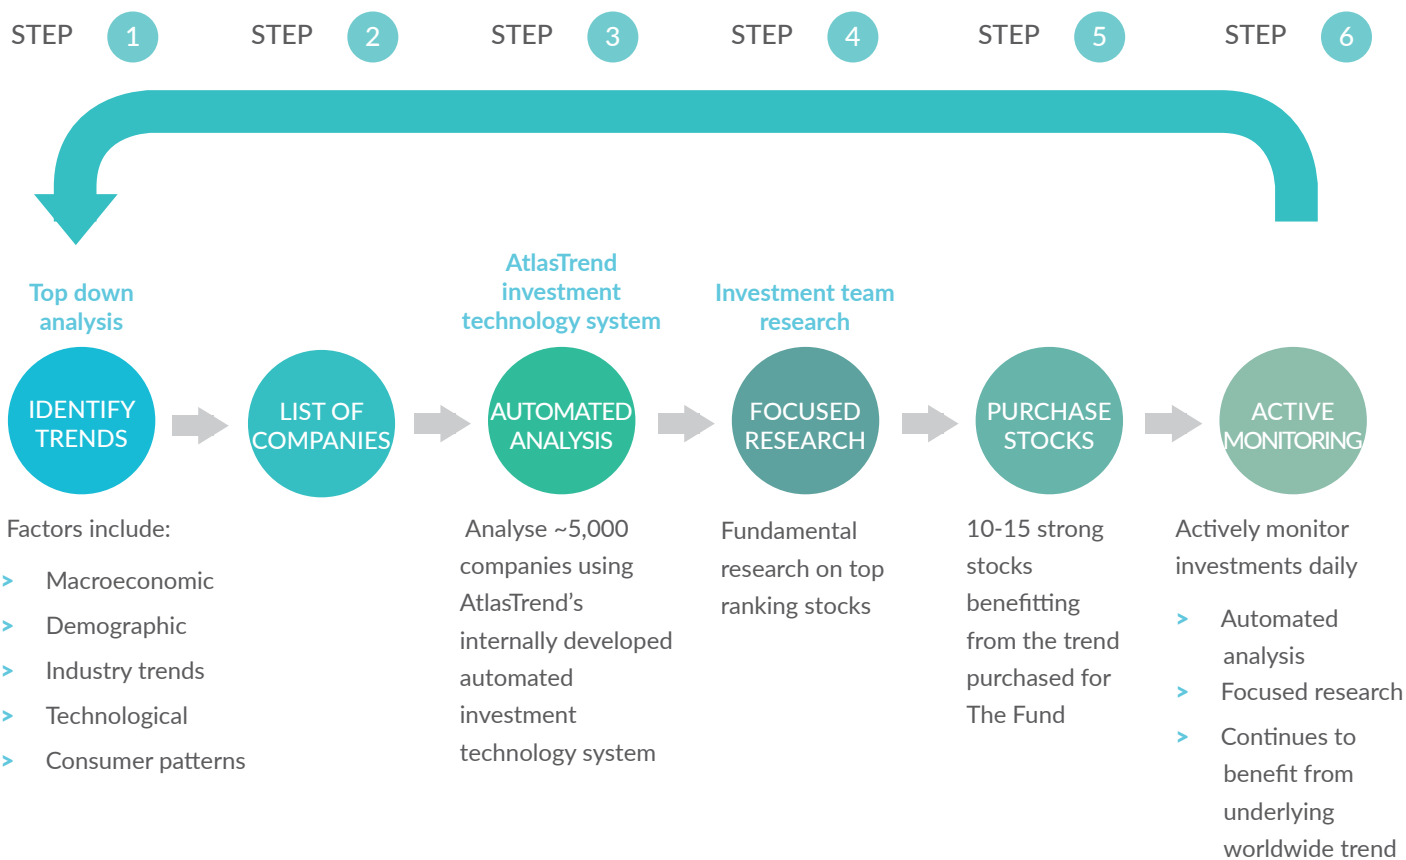 STEP 1
STEP 2
STEP 3
STEP 4
STEP 5
STEP 6
Top down
analysis
IDENTIFY
TRENDS
Factors include:
> Macroeconomic
> Demographic
> Industry trends
> Technological
> Consumer patterns
LIST OF
COMPANIES
AtlasTrend
investment
technology system
AUTOMATED
ANALYSIS
Analyse ~5,000
companies using
AtlasTrend's
internally developed
automated
investment
technology system
Investment team
research
FOCUSED
RESEARCH
Fundamental
research on top
ranking stocks
PURCHASE
STOCKS
10-15 strong
stocks
benefitting
from the trend
purchased for
The Fund
ACTIVE
MONITORING
Actively monitor
investments daily
> Automated
analysis
> Focused research
> Continues to
benefit from
underlying
worldwide trend